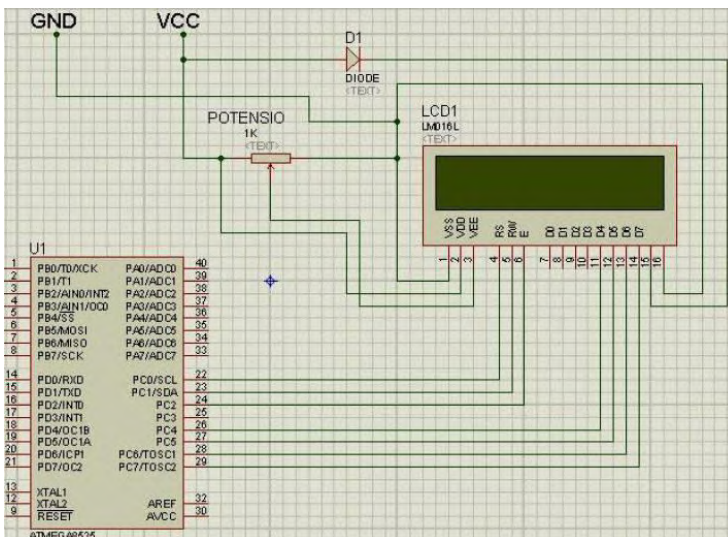 GND VCC
D1
DIODE
<TEXT>
POTENSIO
1K
<TEXT>
LCD1
LM016L
<TEXT>
VSS VDD VEE RS RW E D0 D1 D2 D3 D4 D5 D6 D7
1 2 3 4 5 6 7 8 9 10 11 12 13 14 15 16
U1
1 PB0/T0/XCK PA0/ADC0 40
2 PB1/T1 PA1/ADC1 39
3 PB2/AIN0/INT2 PA2/ADC2 38
4 PB3/AIN1/OC0 PA3/ADC3 37
5 PB4/SS PA4/ADC4 36
6 PB5/MOSI PA5/ADC5 35
7 PB6/MISO PA6/ADC6 34
8 PB7/SCK PA7/ADC7 33
14 PD0/RXD PC0/SCL 22
15 PD1/TXD PC1/SDA 23
16 PD2/INT0 PC2 24
17 PD3/INT1 PC3 25
18 PD4/OC1B PC4 26
19 PD5/OC1A PC5 27
20 PD6/ICP1 PC6/TOSC1 28
21 PD7/OC2 PC7/TOSC2 29
13 XTAL1
12 XTAL2 AREF 32
9 RESET AVCC 30
ATMEGA8535